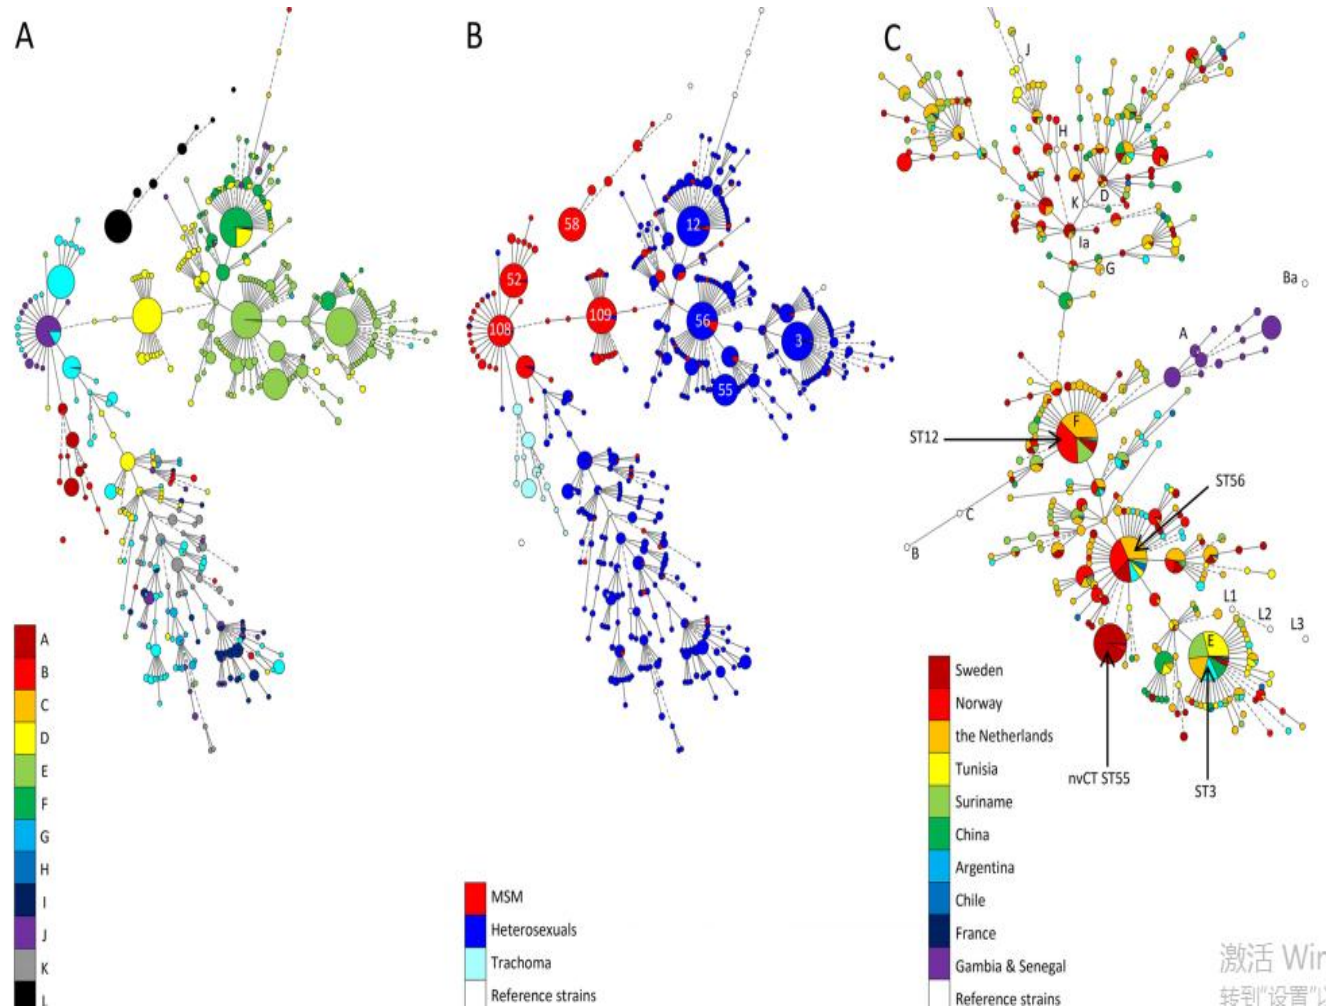 A
B
C
J
H
K
D
Ia
G
Ba
A
F
ST12
ST56
C
B
L1
L2
L3
E
nvCT ST55
ST3
58
12
52
108
109
56
3
55
A
B
C
D
E
F
G
H
I
J
K
L
MSM
Heterosexuals
Trachoma
Reference strains
Sweden
Norway
the Netherlands
Tunisia
Suriname
China
Argentina
Chile
France
Gambia & Senegal
Reference strains
激活 Win
转到"设置"以